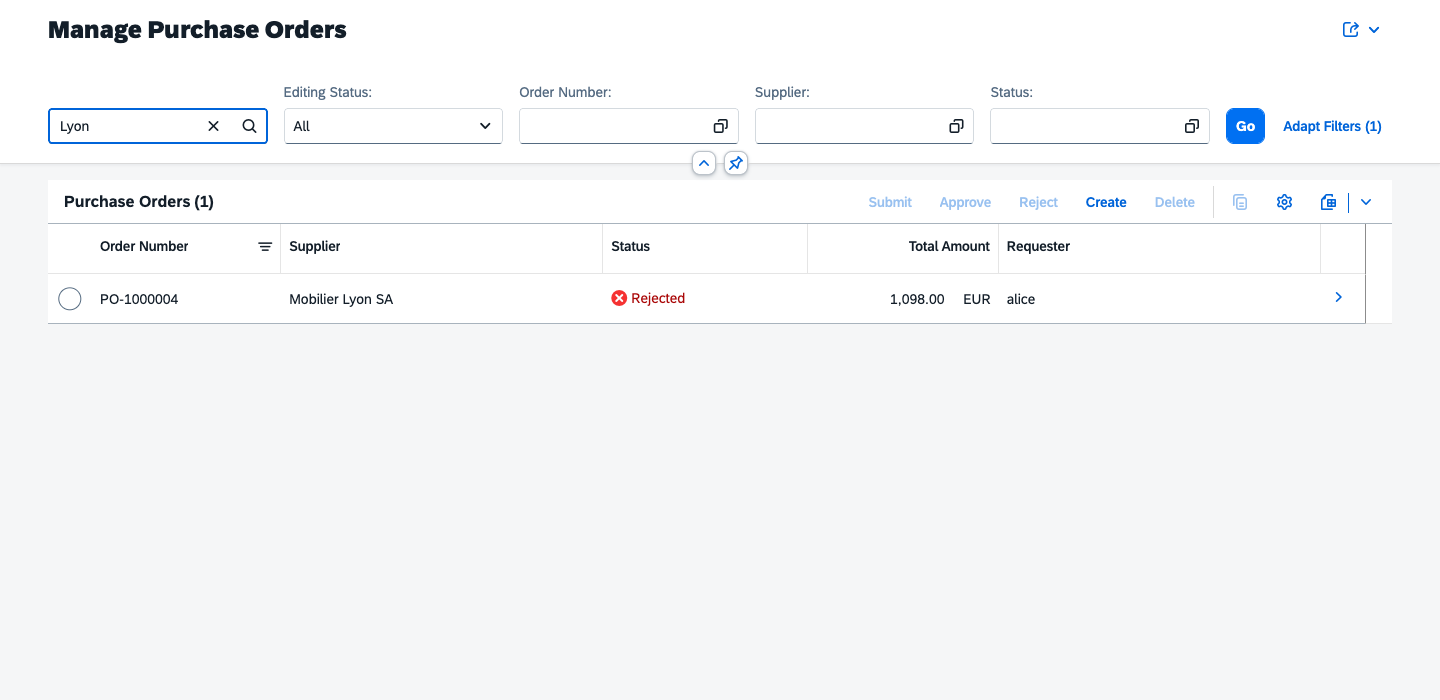 Manage Purchase Orders
Editing Status:
Order Number:
Supplier:
Status:
Lyon
All
Go
Adapt Filters (1)
Purchase Orders (1)
Submit
Approve
Reject
Create
Delete
Order Number
Supplier
Status
Total Amount
Requester
PO-1000004
Mobilier Lyon SA
Rejected
1,098.00 EUR
alice